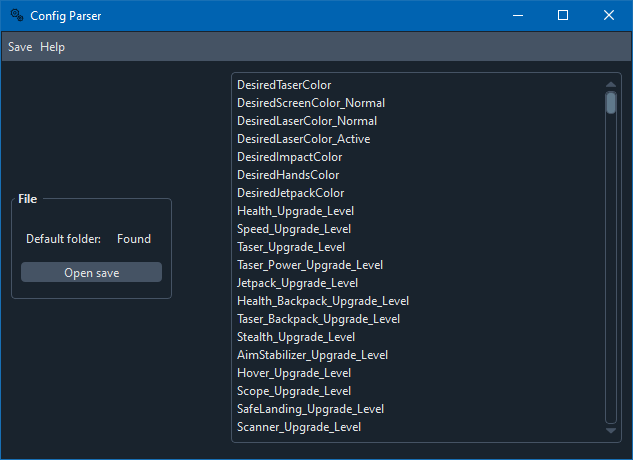 Config Parser
Save Help
File
Default folder: Found
Open save
DesiredTaserColor
DesiredScreenColor_Normal
DesiredLaserColor_Normal
DesiredLaserColor_Active
DesiredImpactColor
DesiredHandsColor
DesiredJetpackColor
Health_Upgrade_Level
Speed_Upgrade_Level
Taser_Upgrade_Level
Taser_Power_Upgrade_Level
Jetpack_Upgrade_Level
Health_Backpack_Upgrade_Level
Taser_Backpack_Upgrade_Level
Stealth_Upgrade_Level
AimStabilizer_Upgrade_Level
Hover_Upgrade_Level
Scope_Upgrade_Level
SafeLanding_Upgrade_Level
Scanner_Upgrade_Level